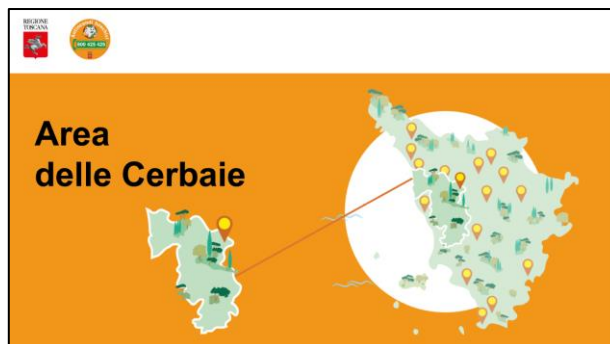 REGIONE
TOSCANA
800 425 425
Area
delle Cerbaie